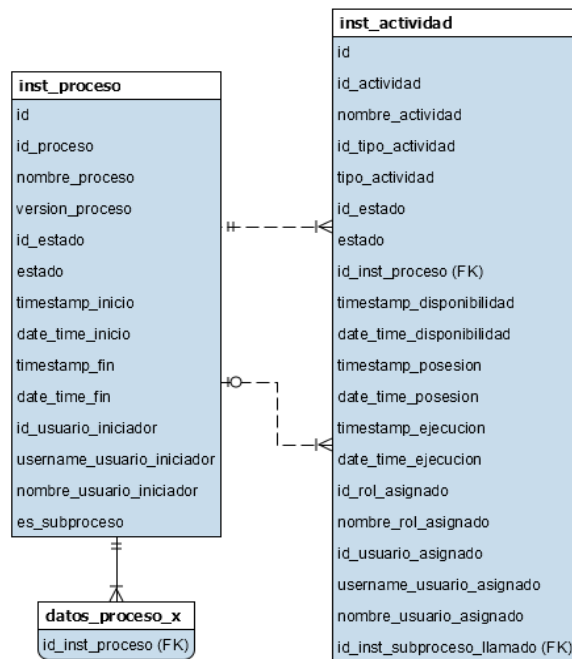 inst_proceso
id
id_proceso
nombre_proceso
version_proceso
id_estado
estado
timestamp_inicio
date_time_inicio
timestamp_fin
date_time_fin
id_usuario_iniciador
username_usuario_iniciador
nombre_usuario_iniciador
es_subproceso
datos_proceso_x
id_inst_proceso (FK)
inst_actividad
id
id_actividad
nombre_actividad
id_tipo_actividad
tipo_actividad
id_estado
estado
id_inst_proceso (FK)
timestamp_disponibilidad
date_time_disponibilidad
timestamp_posesion
date_time_posesion
timestamp_ejecucion
date_time_ejecucion
id_rol_asignado
nombre_rol_asignado
id_usuario_asignado
username_usuario_asignado
nombre_usuario_asignado
id_inst_subproceso_llamado (FK)